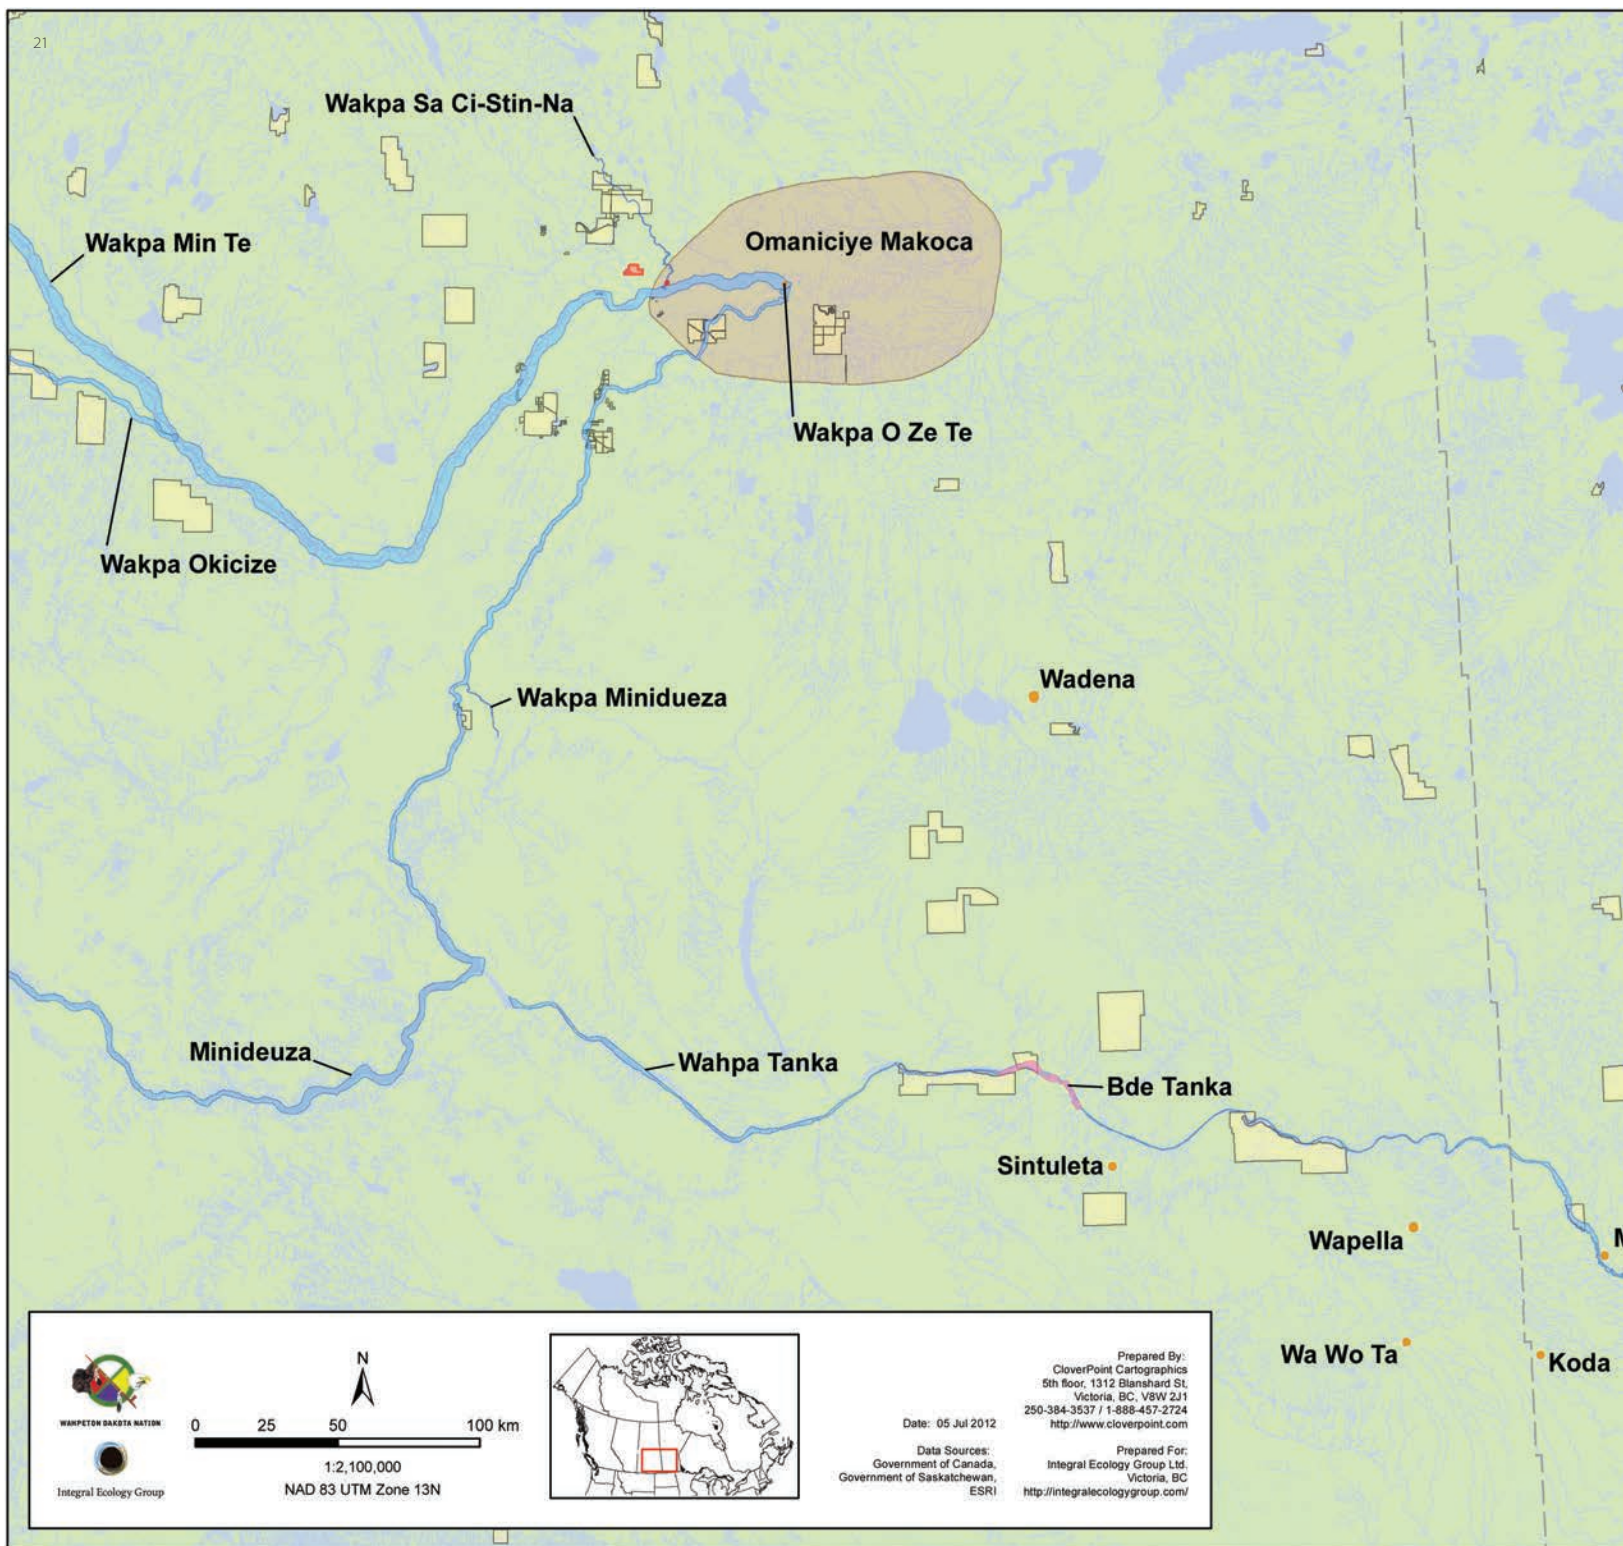 21
Wakpa Sa Ci-Stin-Na
Wakpa Min Te
Omaniciye Makoca
Wakpa O Ze Te
Wakpa Okicize
Wadena
Wakpa Minidueza
Minideuza
Wahpa Tanka
Bde Tanka
Sintuleta
Wapella
M
Wa Wo Ta
Koda
WAHPETON DAKOTA NATION
Integral Ecology Group
N
0 25 50 100 km
1:2,100,000
NAD 83 UTM Zone 13N
Date: 05 Jul 2012
Data Sources:
Government of Canada,
Government of Saskatchewan,
ESRI
Prepared By:
CloverPoint Cartographics
5th floor, 1312 Blanshard St,
Victoria, BC, V8W 2J1
250-384-3537 / 1-888-457-2724
http://www.cloverpoint.com
Prepared For:
Integral Ecology Group Ltd.
Victoria, BC
http://integralecologygroup.com/